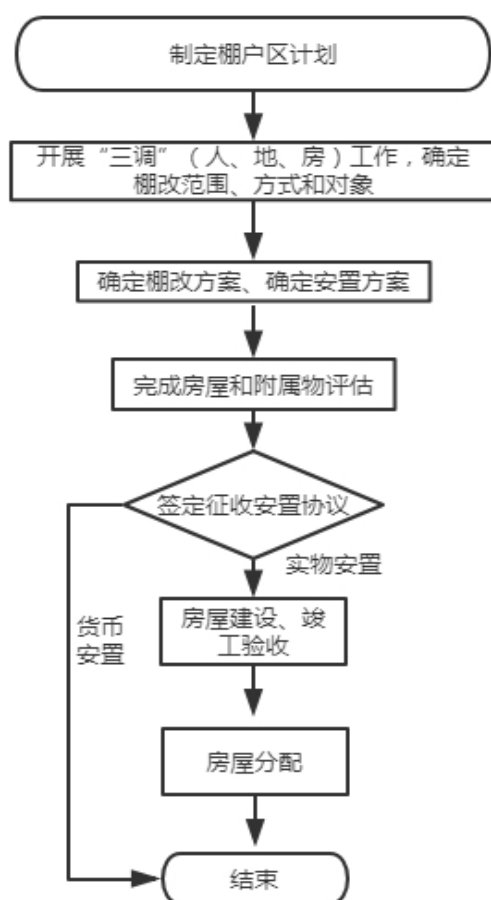 制定棚户区计划
开展“三调”（人、地、房）工作，确定
棚改范围、方式和对象
确定棚改方案、确定安置方案
完成房屋和附属物评估
签定征收安置协议
实物安置
货币
安置
房屋建设、竣
工验收
房屋分配
结束